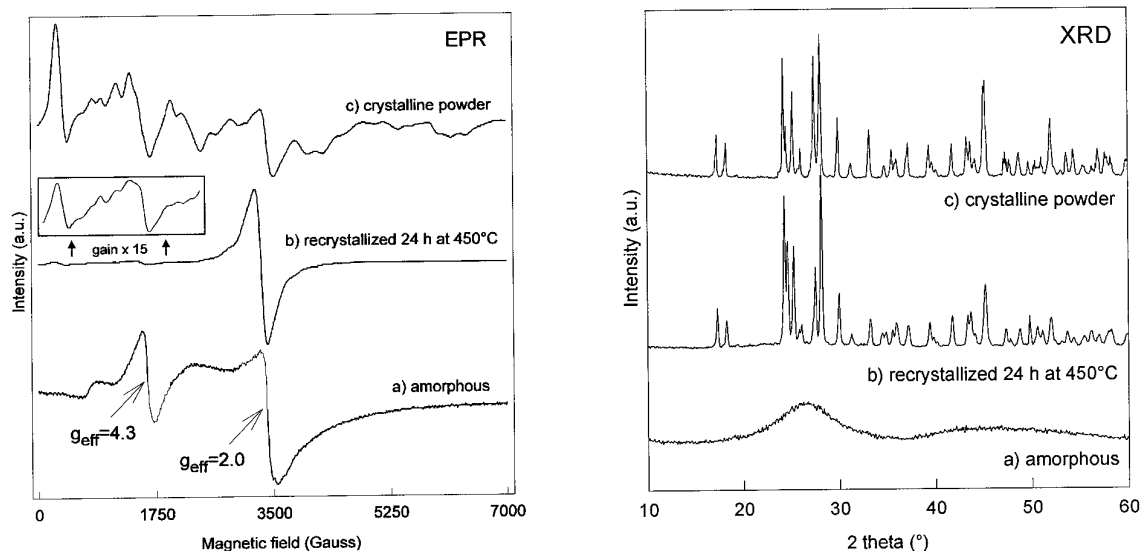 EPR
c) crystalline powder
gain x 15
b) recrystallized 24 h at 450°C
a) amorphous
g_eff=4.3
g_eff=2.0
Intensity (a.u.)
0 1750 3500 5250 7000
Magnetic field (Gauss)
XRD
c) crystalline powder
b) recrystallized 24 h at 450°C
a) amorphous
Intensity (a.u.)
10 20 30 40 50 60
2 theta (°)